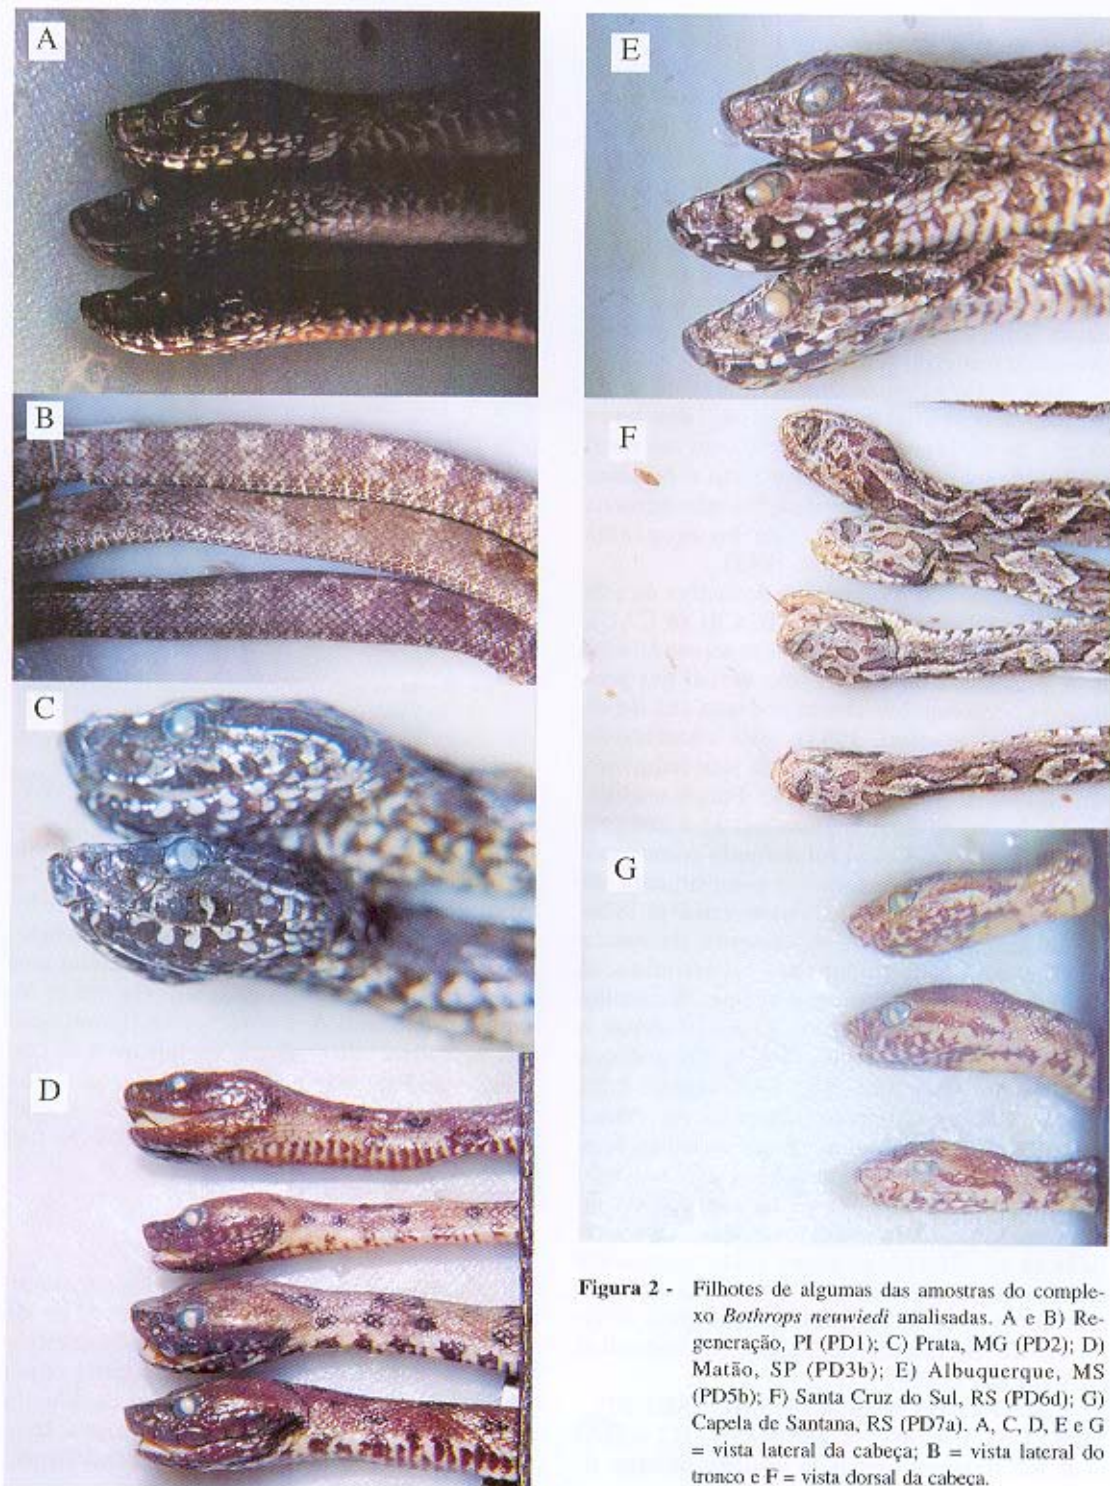 A
B
C
D
E
F
G
Figura 2 - Filhotes de algumas das amostras do comple-
xo Bothrops neuwiedi analisadas. A e B) Re-
generação, PI (PD1); C) Prata, MG (PD2); D)
Matão, SP (PD3b); E) Albuquerque, MS
(PD5b); F) Santa Cruz do Sul, RS (PD6d); G)
Capela de Santana, RS (PD7a). A, C, D, E e G
= vista lateral da cabeça; B = vista lateral do
tronco e F = vista dorsal da cabeça.